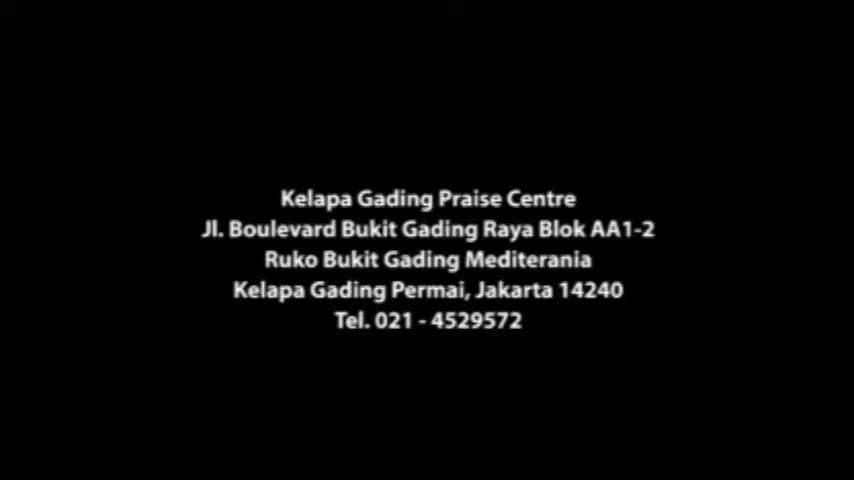 Kelapa Gading Praise Centre
Jl. Boulevard Bukit Gading Raya Blok AA1-2
Ruko Bukit Gading Mediterania
Kelapa Gading Permai, Jakarta 14240
Tel. 021 - 4529572